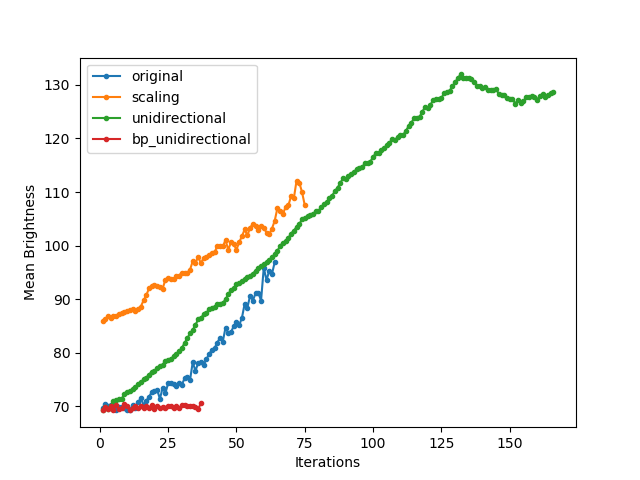 original
scaling
unidirectional
bp_unidirectional
130
120
110
100
90
80
70
Mean Brightness
0 25 50 75 100 125 150
Iterations